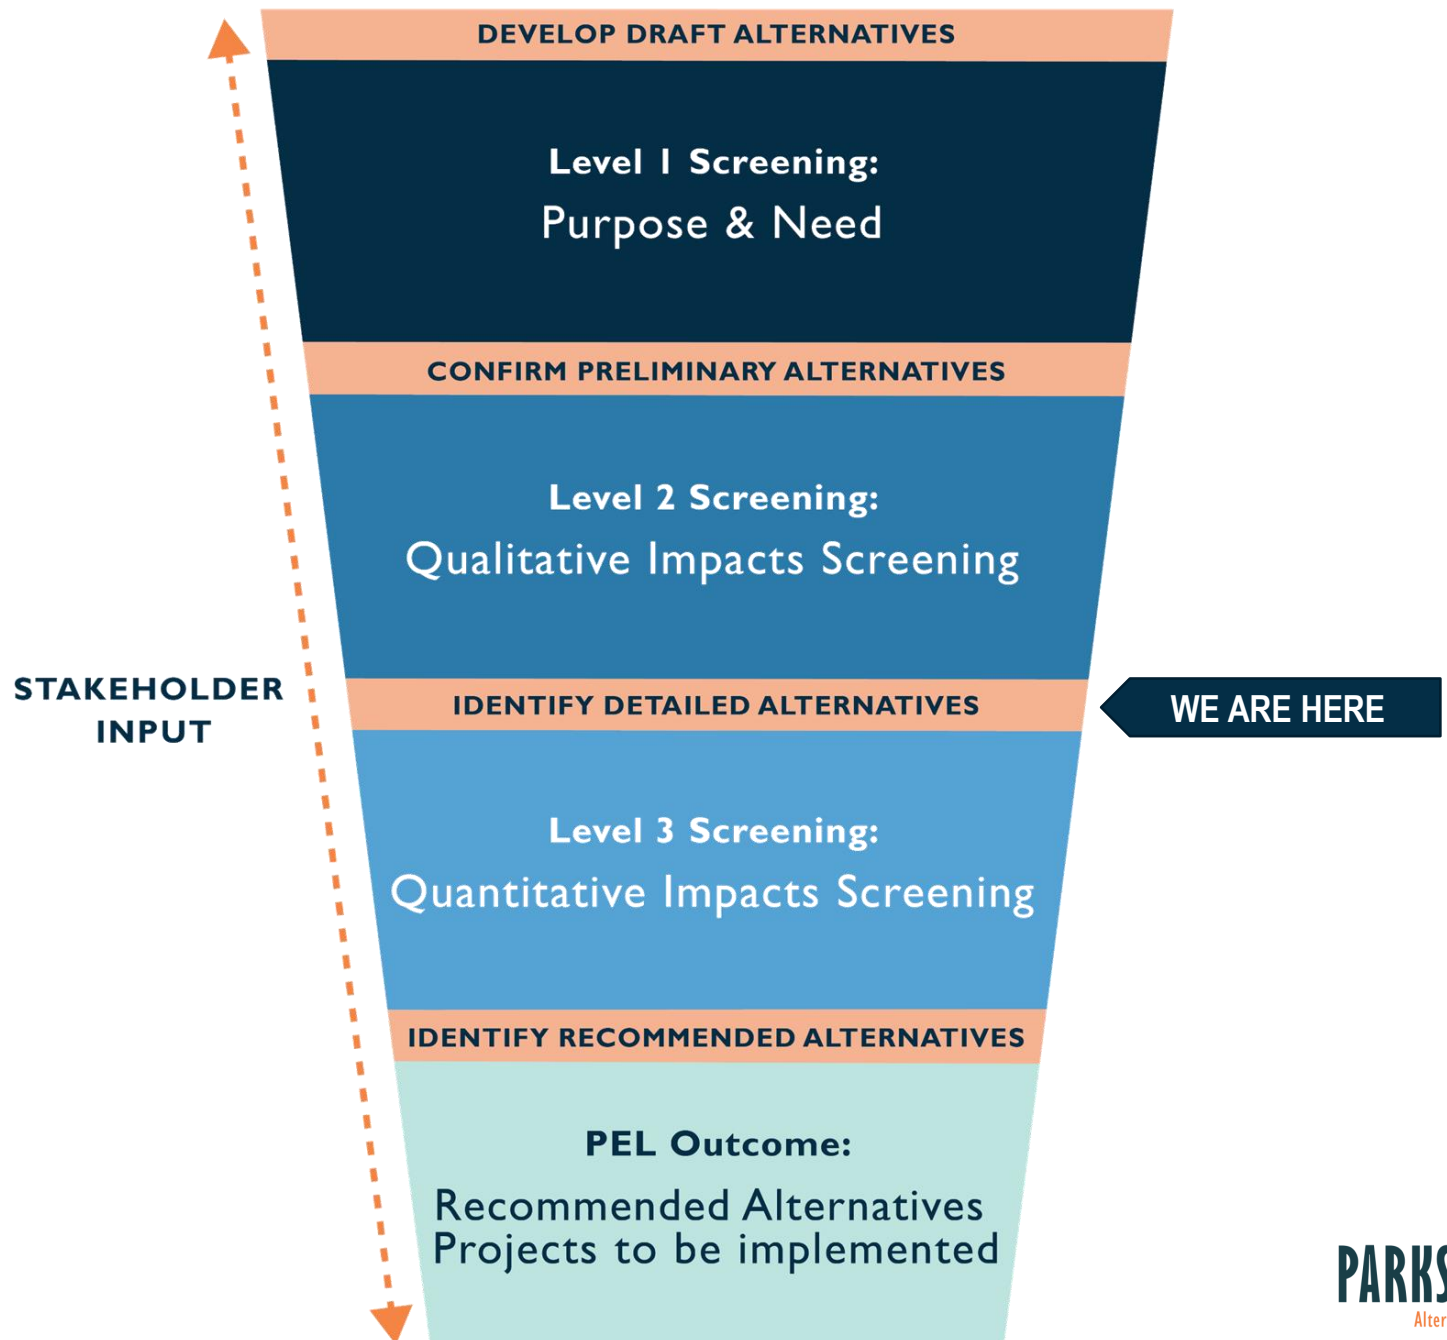 DEVELOP DRAFT ALTERNATIVES
Level 1 Screening:
Purpose & Need
CONFIRM PRELIMINARY ALTERNATIVES
Level 2 Screening:
Qualitative Impacts Screening
STAKEHOLDER
INPUT
IDENTIFY DETAILED ALTERNATIVES
WE ARE HERE
Level 3 Screening:
Quantitative Impacts Screening
IDENTIFY RECOMMENDED ALTERNATIVES
PEL Outcome:
Recommended Alternatives
Projects to be implemented